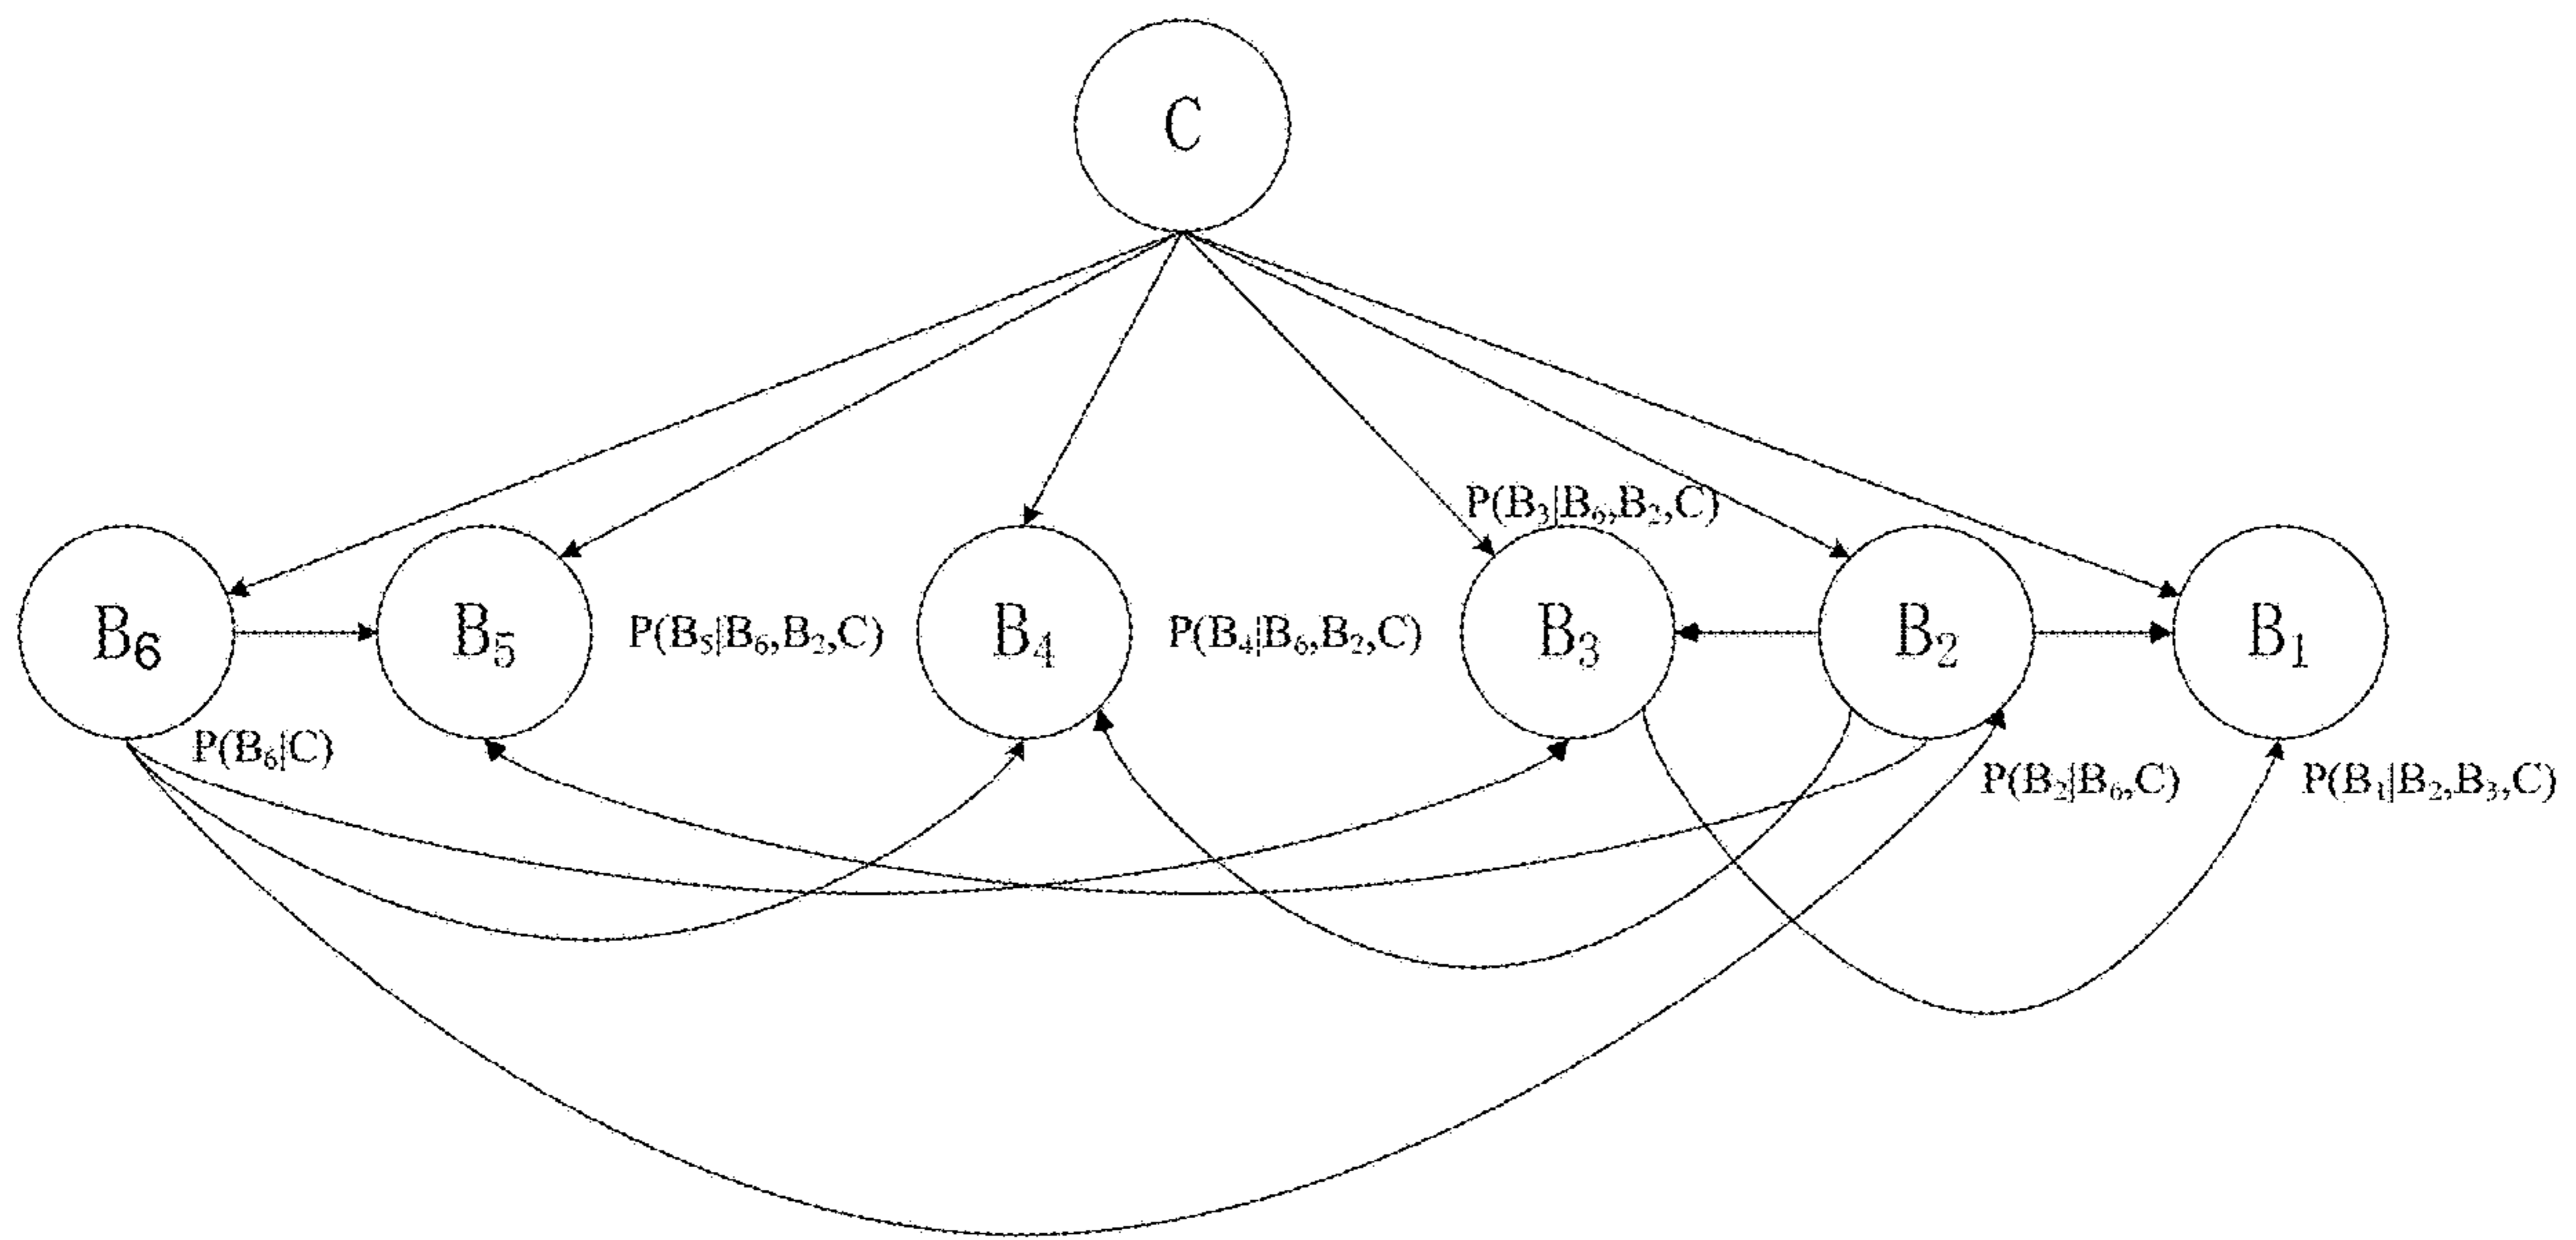 C
P(B₃|B₆,B₂,C)
B₆
B₅
P(B₅|B₆,B₂,C)
B₄
P(B₄|B₆,B₂,C)
B₃
B₂
B₁
P(B₆|C)
P(B₂|B₆,C)
P(B₁|B₂,B₃,C)